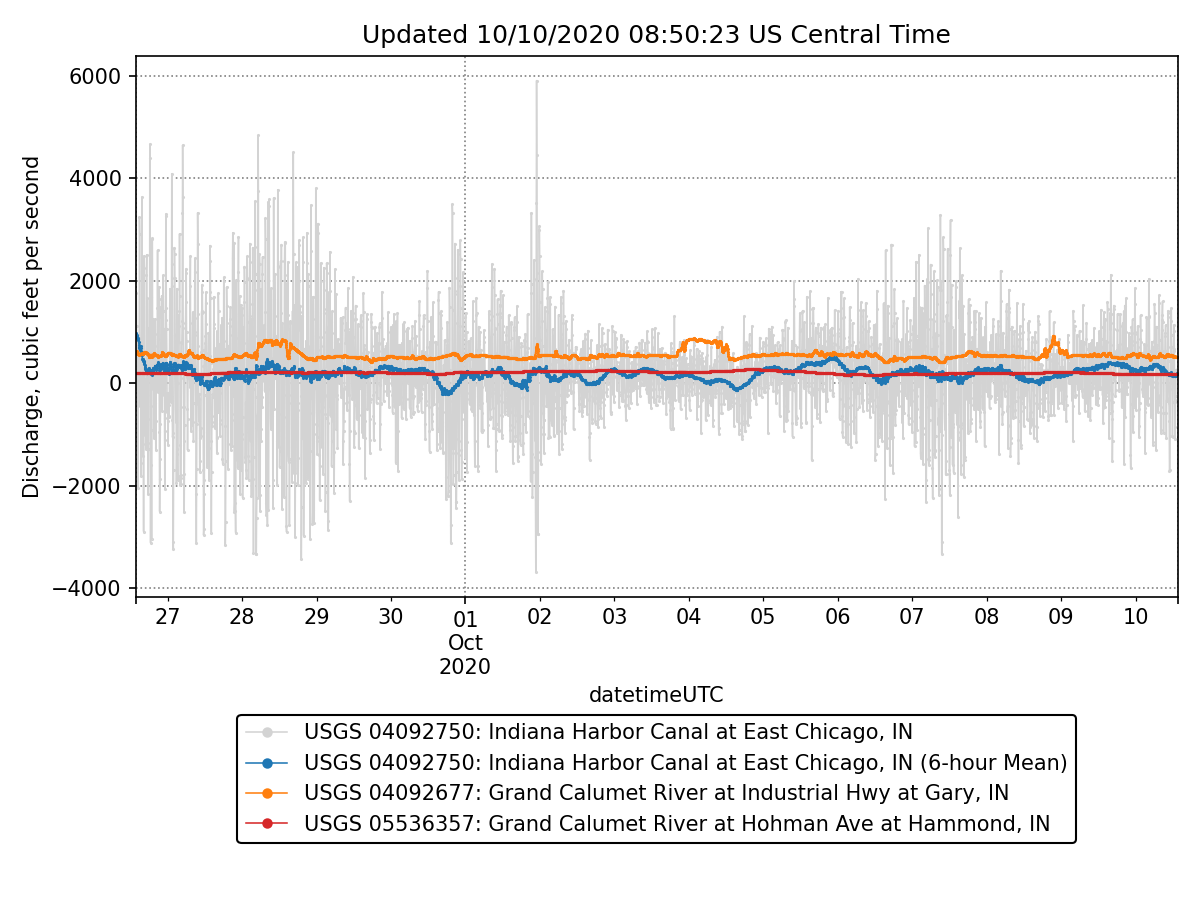 Updated 10/10/2020 08:50:23 US Central Time
Discharge, cubic feet per second
6000
4000
2000
0
−2000
−4000
27 28 29 30 01 02 03 04 05 06 07 08 09 10
Oct
2020
datetimeUTC
USGS 04092750: Indiana Harbor Canal at East Chicago, IN
USGS 04092750: Indiana Harbor Canal at East Chicago, IN (6-hour Mean)
USGS 04092677: Grand Calumet River at Industrial Hwy at Gary, IN
USGS 05536357: Grand Calumet River at Hohman Ave at Hammond, IN